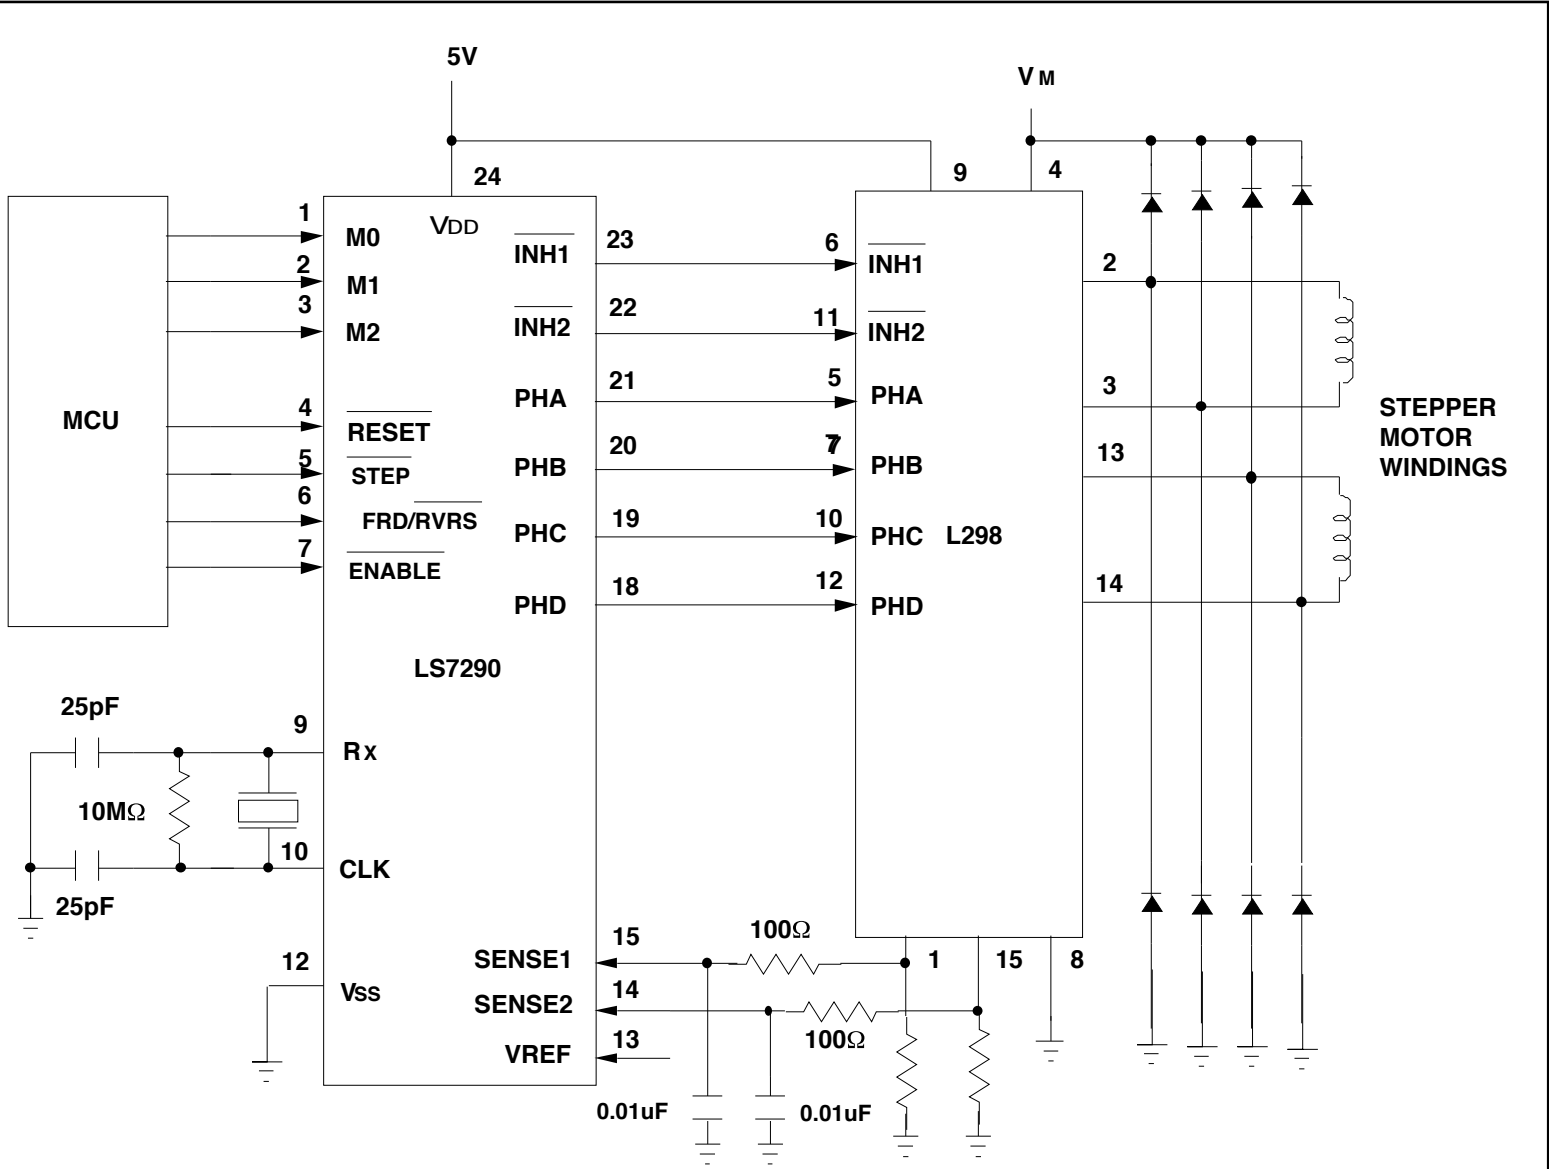 5V
VM
24
9
4
1
M0
VDD
INH1
23
6
INH1
2
2
M1
3
M2
INH2
22
11
INH2
PHA
21
5
PHA
3
MCU
4
RESET
5
STEP
6
FRD/RVRS
7
ENABLE
PHB
20
7
PHB
13
STEPPER
MOTOR
WINDINGS
PHC
19
10
PHC
L298
PHD
18
12
PHD
14
LS7290
25pF
9
Rx
10MΩ
10
CLK
25pF
12
VSS
SENSE1
15
100Ω
1
15
8
SENSE2
14
100Ω
VREF
13
0.01uF
0.01uF